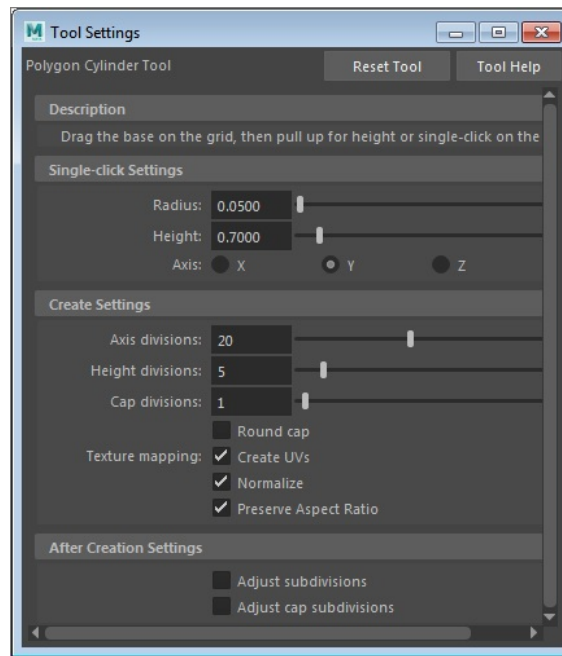 Tool Settings
Polygon Cylinder Tool Reset Tool Tool Help
Description
Drag the base on the grid, then pull up for height or single-click on the
Single-click Settings
Radius: 0.0500
Height: 0.7000
Axis: X Y Z
Create Settings
Axis divisions: 20
Height divisions: 5
Cap divisions: 1
Round cap
Texture mapping: Create UVs
Normalize
Preserve Aspect Ratio
After Creation Settings
Adjust subdivisions
Adjust cap subdivisions